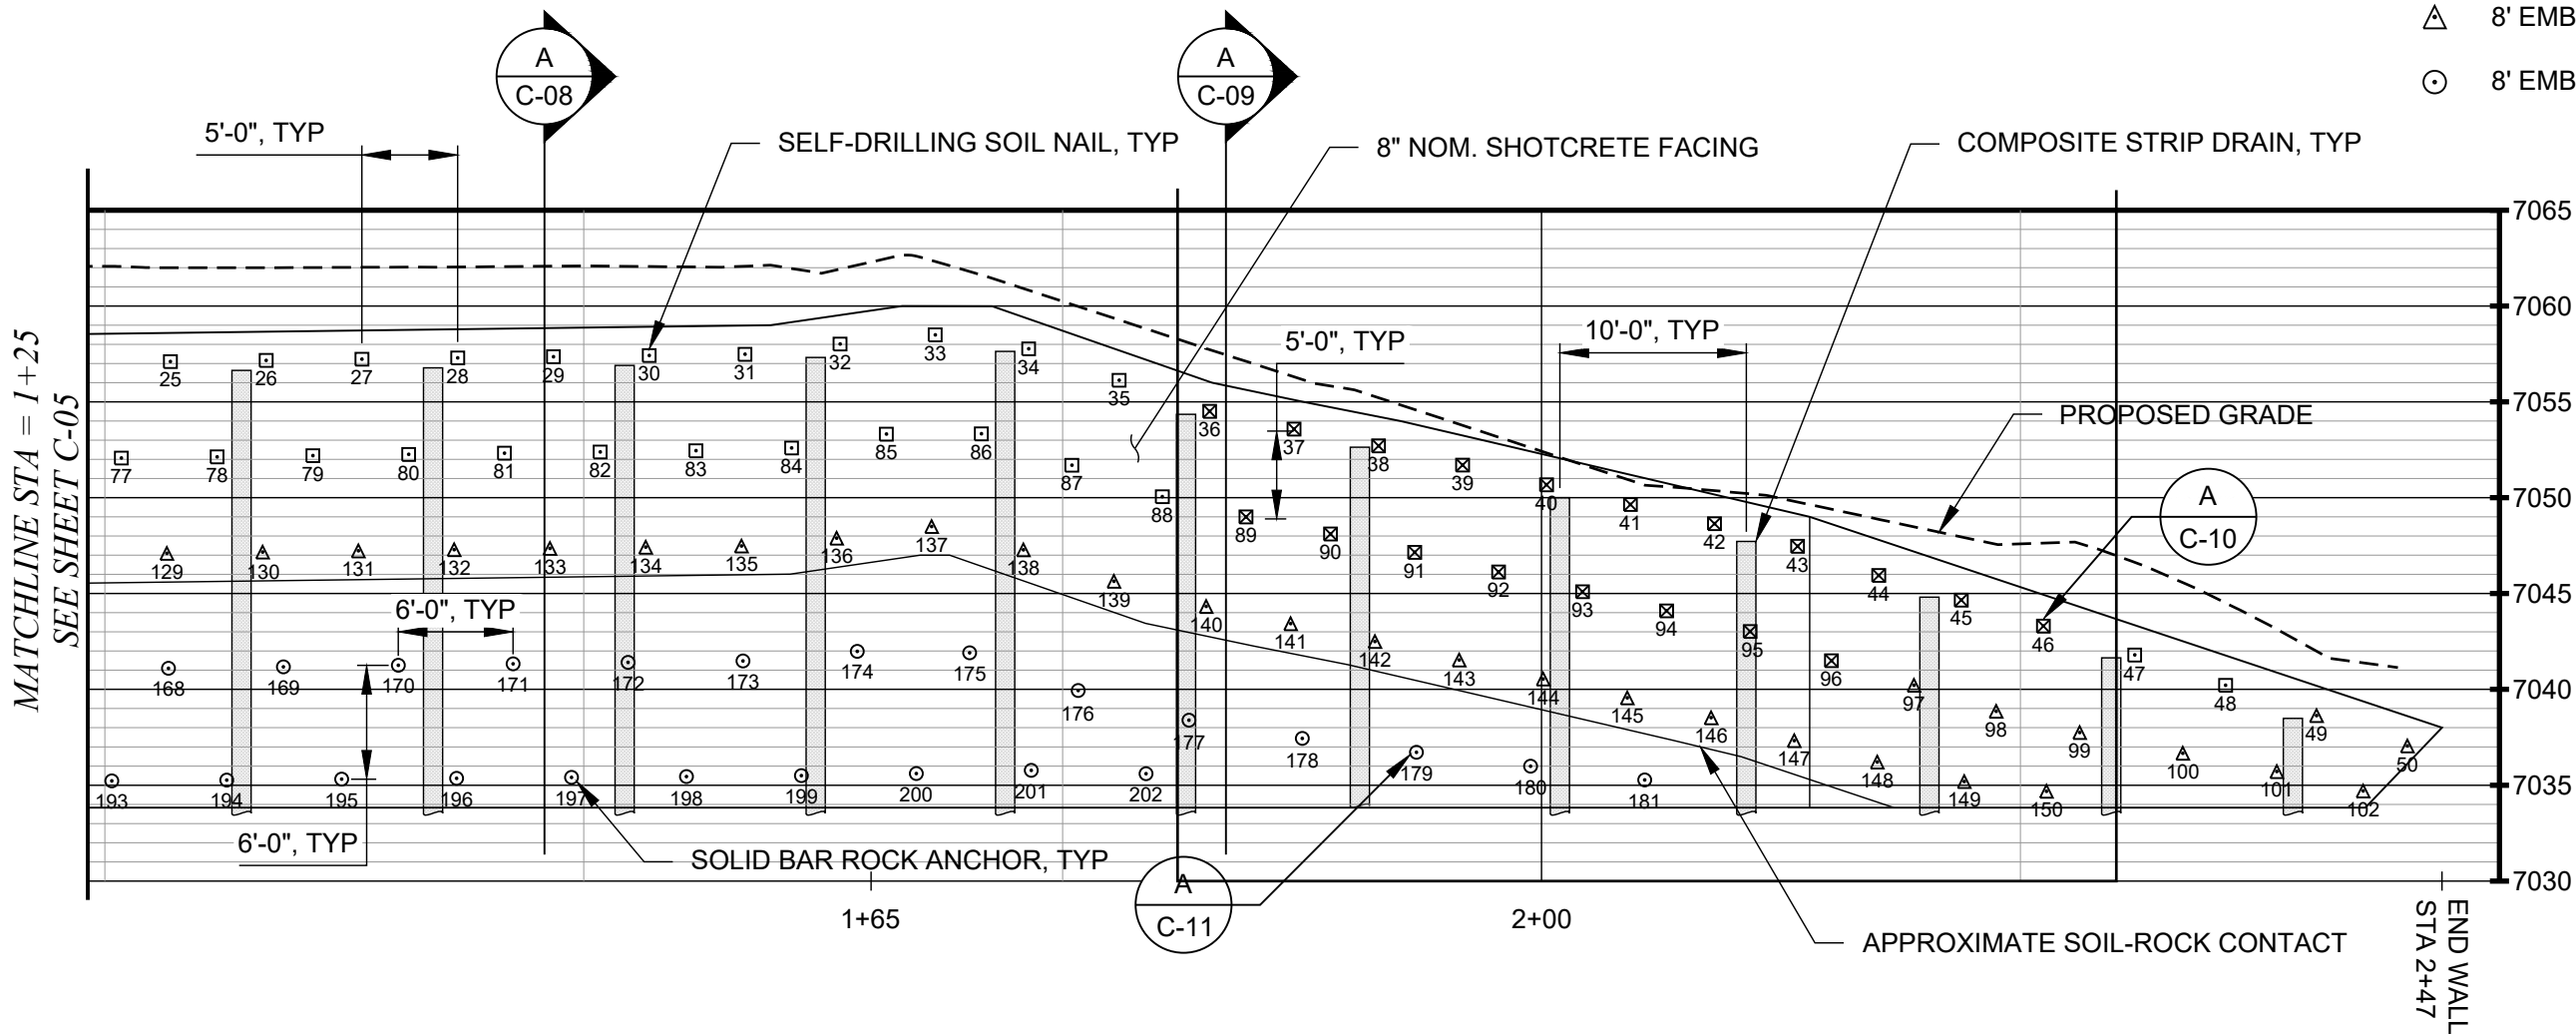 8' EMB
8' EMB
A
C-08
A
C-09
5'-0", TYP
SELF-DRILLING SOIL NAIL, TYP
8" NOM. SHOTCRETE FACING
COMPOSITE STRIP DRAIN, TYP
7065
7060
7055
7050
7045
7040
7035
7030
MATCHLINE STA = 1+25
SEE SHEET C-05
5'-0", TYP
10'-0", TYP
PROPOSED GRADE
A
C-10
25 26 27 28 29 30 31 32 33 34 35 36 37 38 39 40 41 42 43 44 45 46 47 48 49 50
77 78 79 80 81 82 83 84 85 86 87 88 89 90 91 92 93 94 95 96 97 98 99 100 101 102
129 130 131 132 133 134 135 136 137 138 139 140 141 142 143 144 145 146 147 148 149 150
6'-0", TYP
168 169 170 171 172 173 174 175 176 177 178 179 180 181
193 194 195 196 197 198 199 200 201 202
6'-0", TYP
SOLID BAR ROCK ANCHOR, TYP
A
C-11
1+65
2+00
APPROXIMATE SOIL-ROCK CONTACT
END WALL
STA 2+47